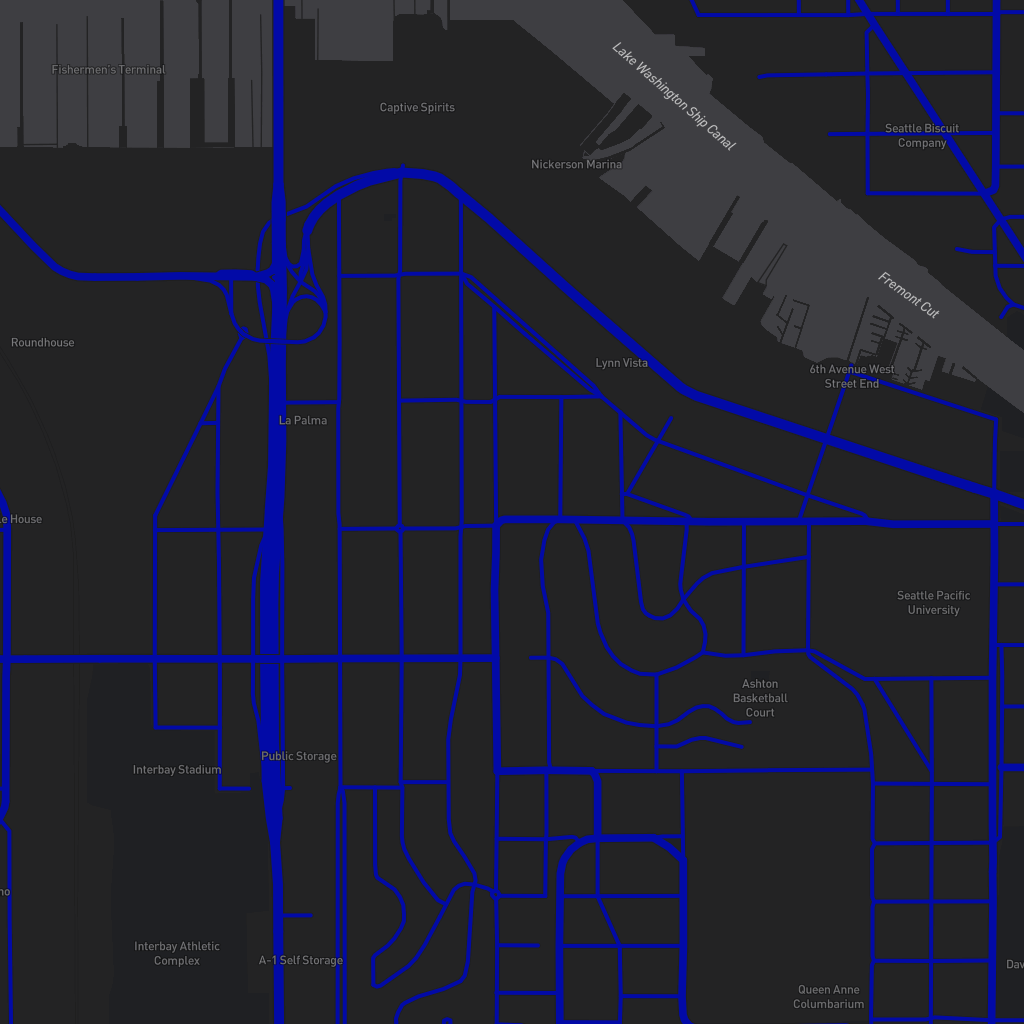 Fishermen's Terminal
Captive Spirits
Lake Washington Ship Canal
Nickerson Marina
Seattle Biscuit
Company
Fremont Cut
Roundhouse
Lynn Vista
6th Avenue West
Street End
La Palma
le House
Seattle Pacific
University
Ashton
Basketball
Court
Public Storage
Interbay Stadium
no
Interbay Athletic
Complex
A-1 Self Storage
Dav
Queen Anne
Columbarium